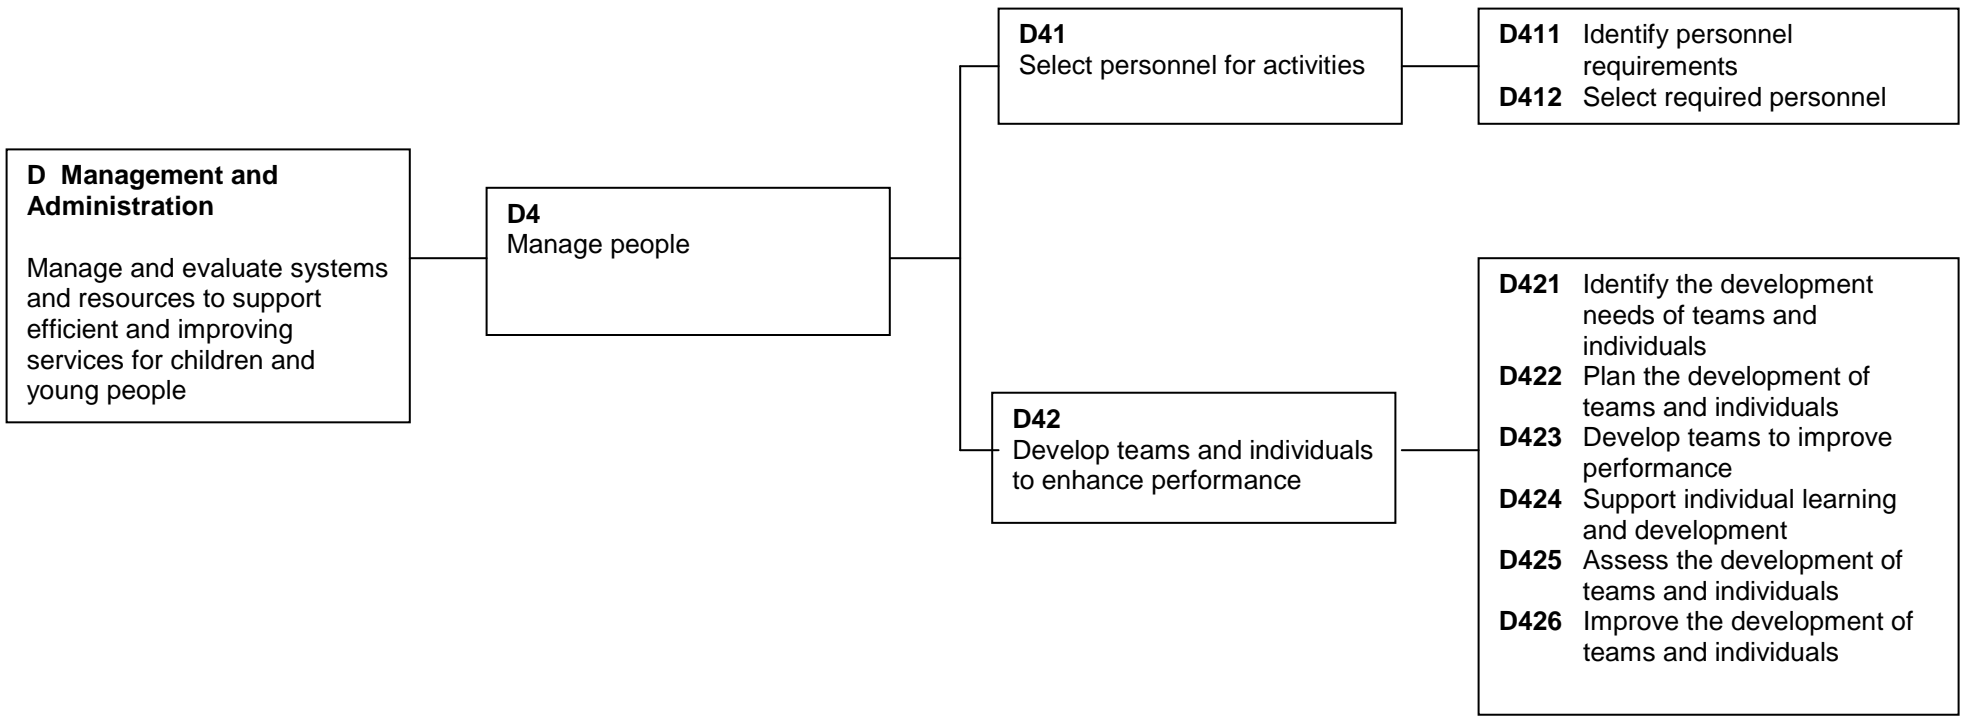 D Management and
Administration
Manage and evaluate systems
and resources to support
efficient and improving
services for children and
young people
D4
Manage people
D41
Select personnel for activities
D411 Identify personnel
requirements
D412 Select required personnel
D42
Develop teams and individuals
to enhance performance
D421 Identify the development
needs of teams and
individuals
D422 Plan the development of
teams and individuals
D423 Develop teams to improve
performance
D424 Support individual learning
and development
D425 Assess the development of
teams and individuals
D426 Improve the development of
teams and individuals